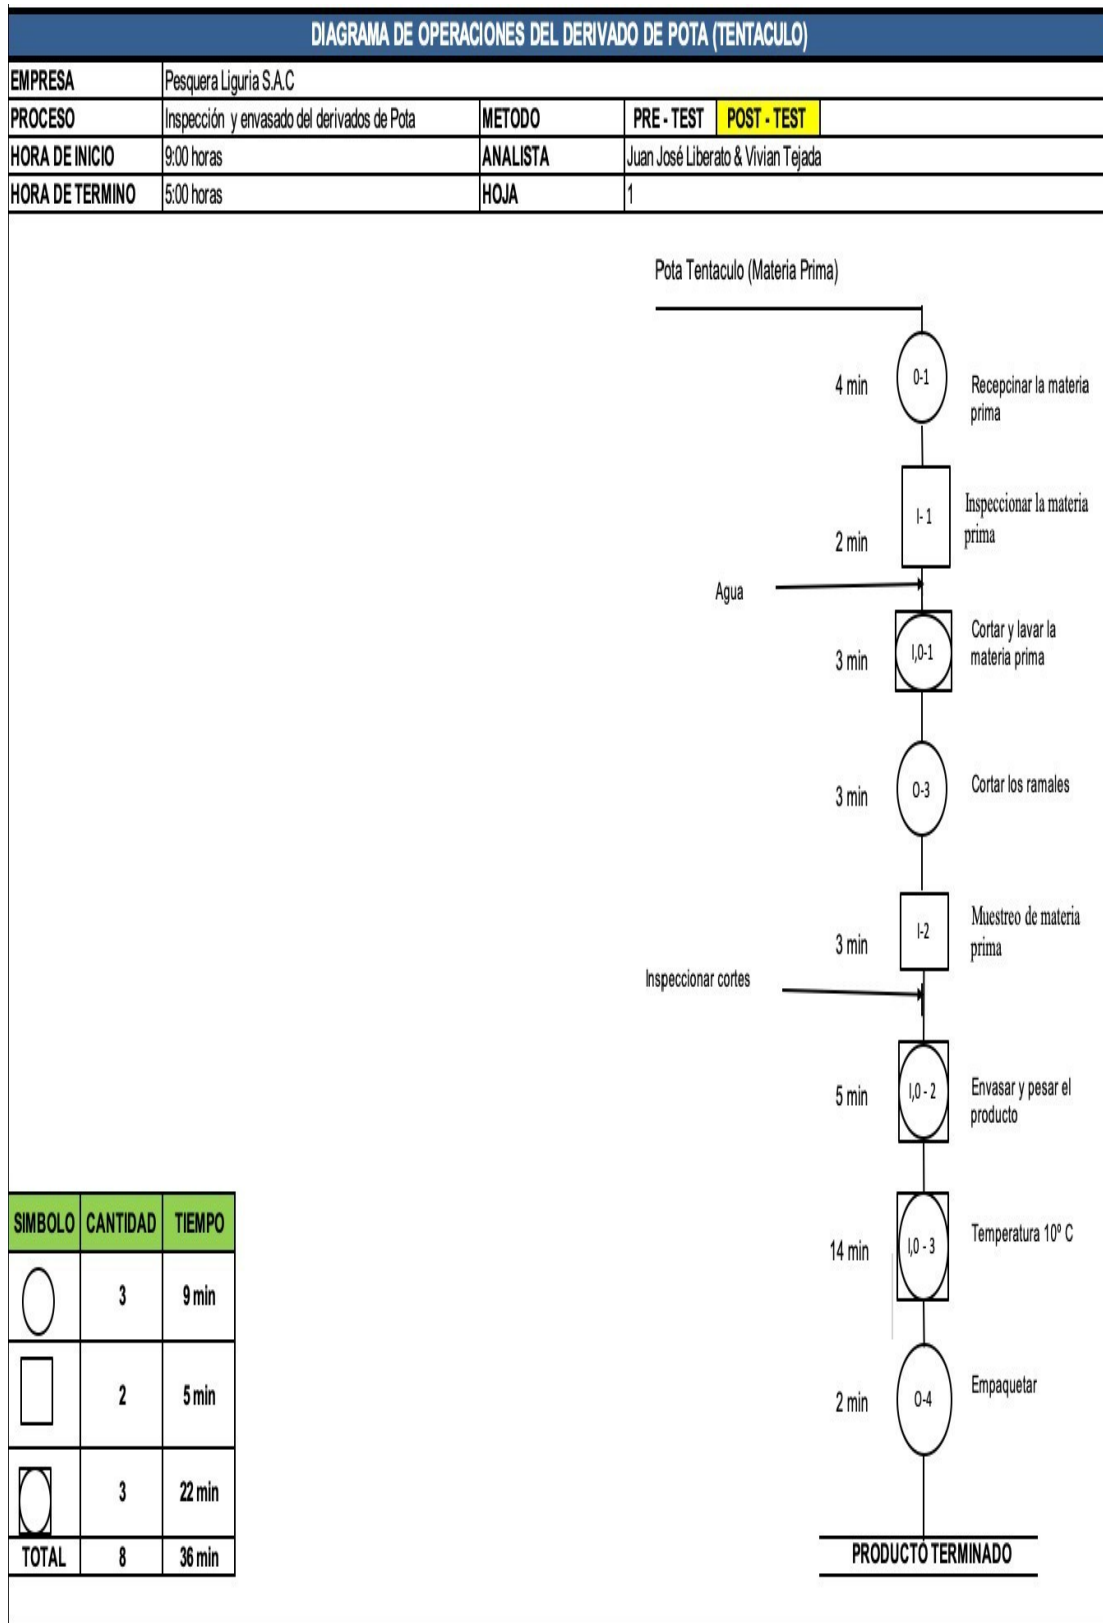 DIAGRAMA DE OPERACIONES DEL DERIVADO DE POTA (TENTACULO)
EMPRESA Pesquera Liguria S.A.C
PROCESO Inspección y envasado del derivados de Pota METODO PRE - TEST POST - TEST
HORA DE INICIO 9:00 horas ANALISTA Juan José Liberato & Vivian Tejada
HORA DE TERMINO 5:00 horas HOJA 1
Pota Tentaculo (Materia Prima)
4 min 0-1 Recepcinar la materia
prima
2 min I- 1 Inspeccionar la materia
prima
Agua
3 min I,0-1 Cortar y lavar la
materia prima
3 min O-3 Cortar los ramales
3 min I-2 Muestreo de materia
prima
Inspeccionar cortes
5 min I,0 - 2 Envasar y pesar el
producto
14 min I,0 - 3 Temperatura 10º C
2 min O-4 Empaquetar
PRODUCTO TERMINADO
SIMBOLO CANTIDAD TIEMPO
3 9 min
2 5 min
3 22 min
TOTAL 8 36 min